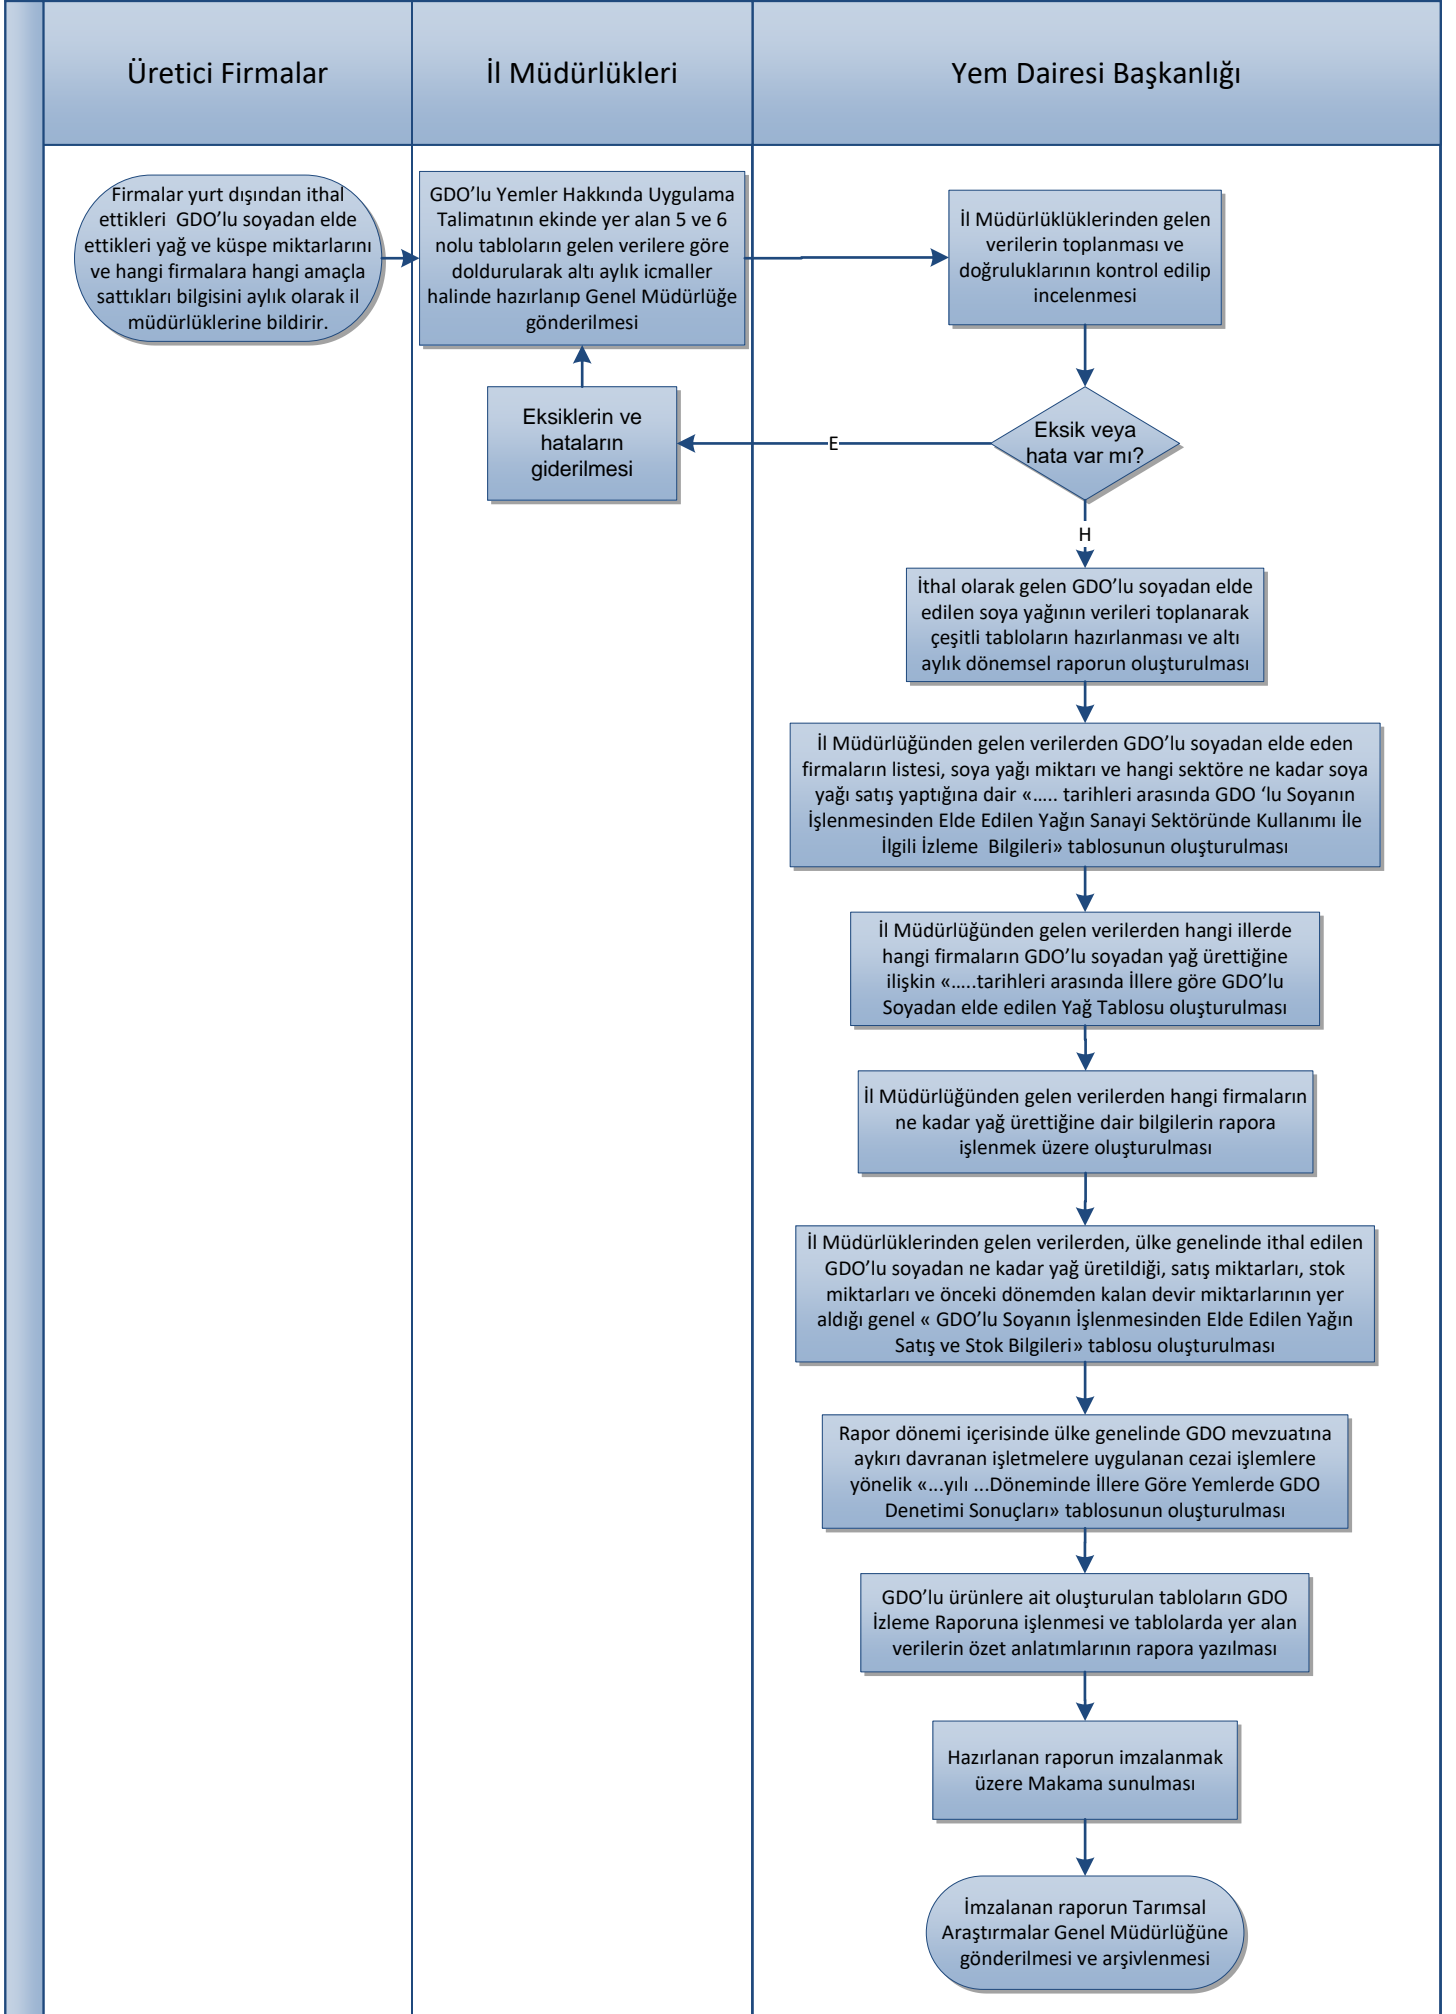 Üretici Firmalar
İl Müdürlükleri
Yem Dairesi Başkanlığı
Firmalar yurt dışından ithal
ettikleri GDO’lu soyadan elde
ettikleri yağ ve küspe miktarlarını
ve hangi firmalara hangi amaçla
sattıkları bilgisini aylık olarak il
müdürlüklerine bildirir.
GDO’lu Yemler Hakkında Uygulama
Talimatının ekinde yer alan 5 ve 6
nolu tabloların gelen verilere göre
doldurularak altı aylık icmaller
halinde hazırlanıp Genel Müdürlüğe
gönderilmesi
İl Müdürlüklüklerinden gelen
verilerin toplanması ve
doğruluklarının kontrol edilip
incelenmesi
Eksiklerin ve
hataların
giderilmesi
E
Eksik veya
hata var mı?
H
İthal olarak gelen GDO’lu soyadan elde
edilen soya yağının verileri toplanarak
çeşitli tabloların hazırlanması ve altı
aylık dönemsel raporun oluşturulması
İl Müdürlüğünden gelen verilerden GDO’lu soyadan elde eden
firmaların listesi, soya yağı miktarı ve hangi sektöre ne kadar soya
yağı satış yaptığına dair «….. tarihleri arasında GDO ‘lu Soyanın
İşlenmesinden Elde Edilen Yağın Sanayi Sektöründe Kullanımı İle
İlgili İzleme Bilgileri» tablosunun oluşturulması
İl Müdürlüğünden gelen verilerden hangi illerde
hangi firmaların GDO’lu soyadan yağ ürettiğine
ilişkin «…..tarihleri arasında İllere göre GDO’lu
Soyadan elde edilen Yağ Tablosu oluşturulması
İl Müdürlüğünden gelen verilerden hangi firmaların
ne kadar yağ ürettiğine dair bilgilerin rapora
işlenmek üzere oluşturulması
İl Müdürlüklerinden gelen verilerden, ülke genelinde ithal edilen
GDO’lu soyadan ne kadar yağ üretildiği, satış miktarları, stok
miktarları ve önceki dönemden kalan devir miktarlarının yer
aldığı genel « GDO’lu Soyanın İşlenmesinden Elde Edilen Yağın
Satış ve Stok Bilgileri» tablosu oluşturulması
Rapor dönemi içerisinde ülke genelinde GDO mevzuatına
aykırı davranan işletmelere uygulanan cezai işlemlere
yönelik «...yılı ...Döneminde İllere Göre Yemlerde GDO
Denetimi Sonuçları» tablosunun oluşturulması
GDO’lu ürünlere ait oluşturulan tabloların GDO
İzleme Raporuna işlenmesi ve tablolarda yer alan
verilerin özet anlatımlarının rapora yazılması
Hazırlanan raporun imzalanmak
üzere Makama sunulması
İmzalanan raporun Tarımsal
Araştırmalar Genel Müdürlüğüne
gönderilmesi ve arşivlenmesi